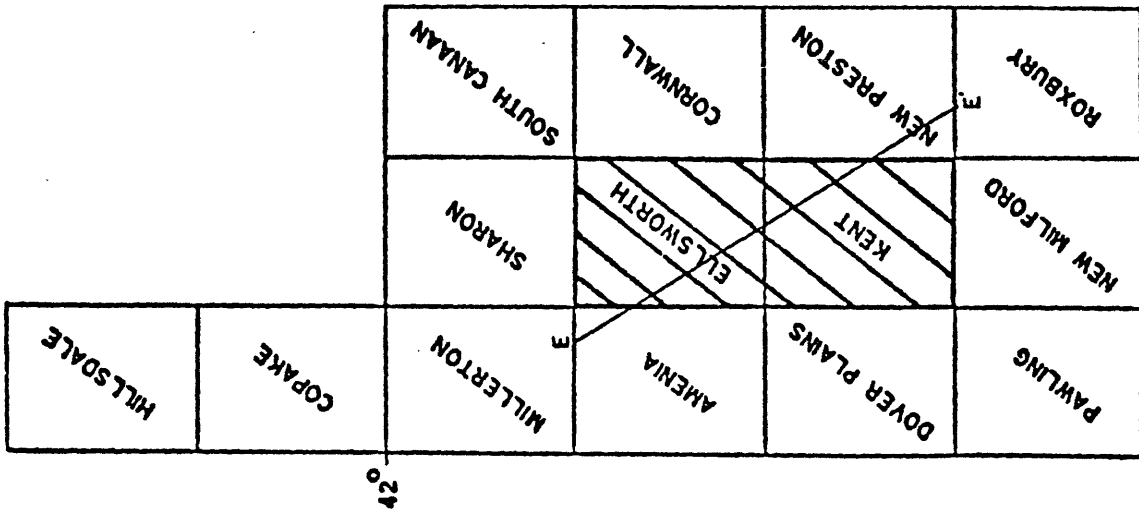 HILLSDALE
COPAKE
MILLERTON
SHARON
SOUTH CANAAN
AMENIA
ELLSWORTH
CORNWALL
DOVER PLAINS
KENT
NEW PRESTON
PAWLING
NEW MILFORD
ROXBURY
E
E'
42°